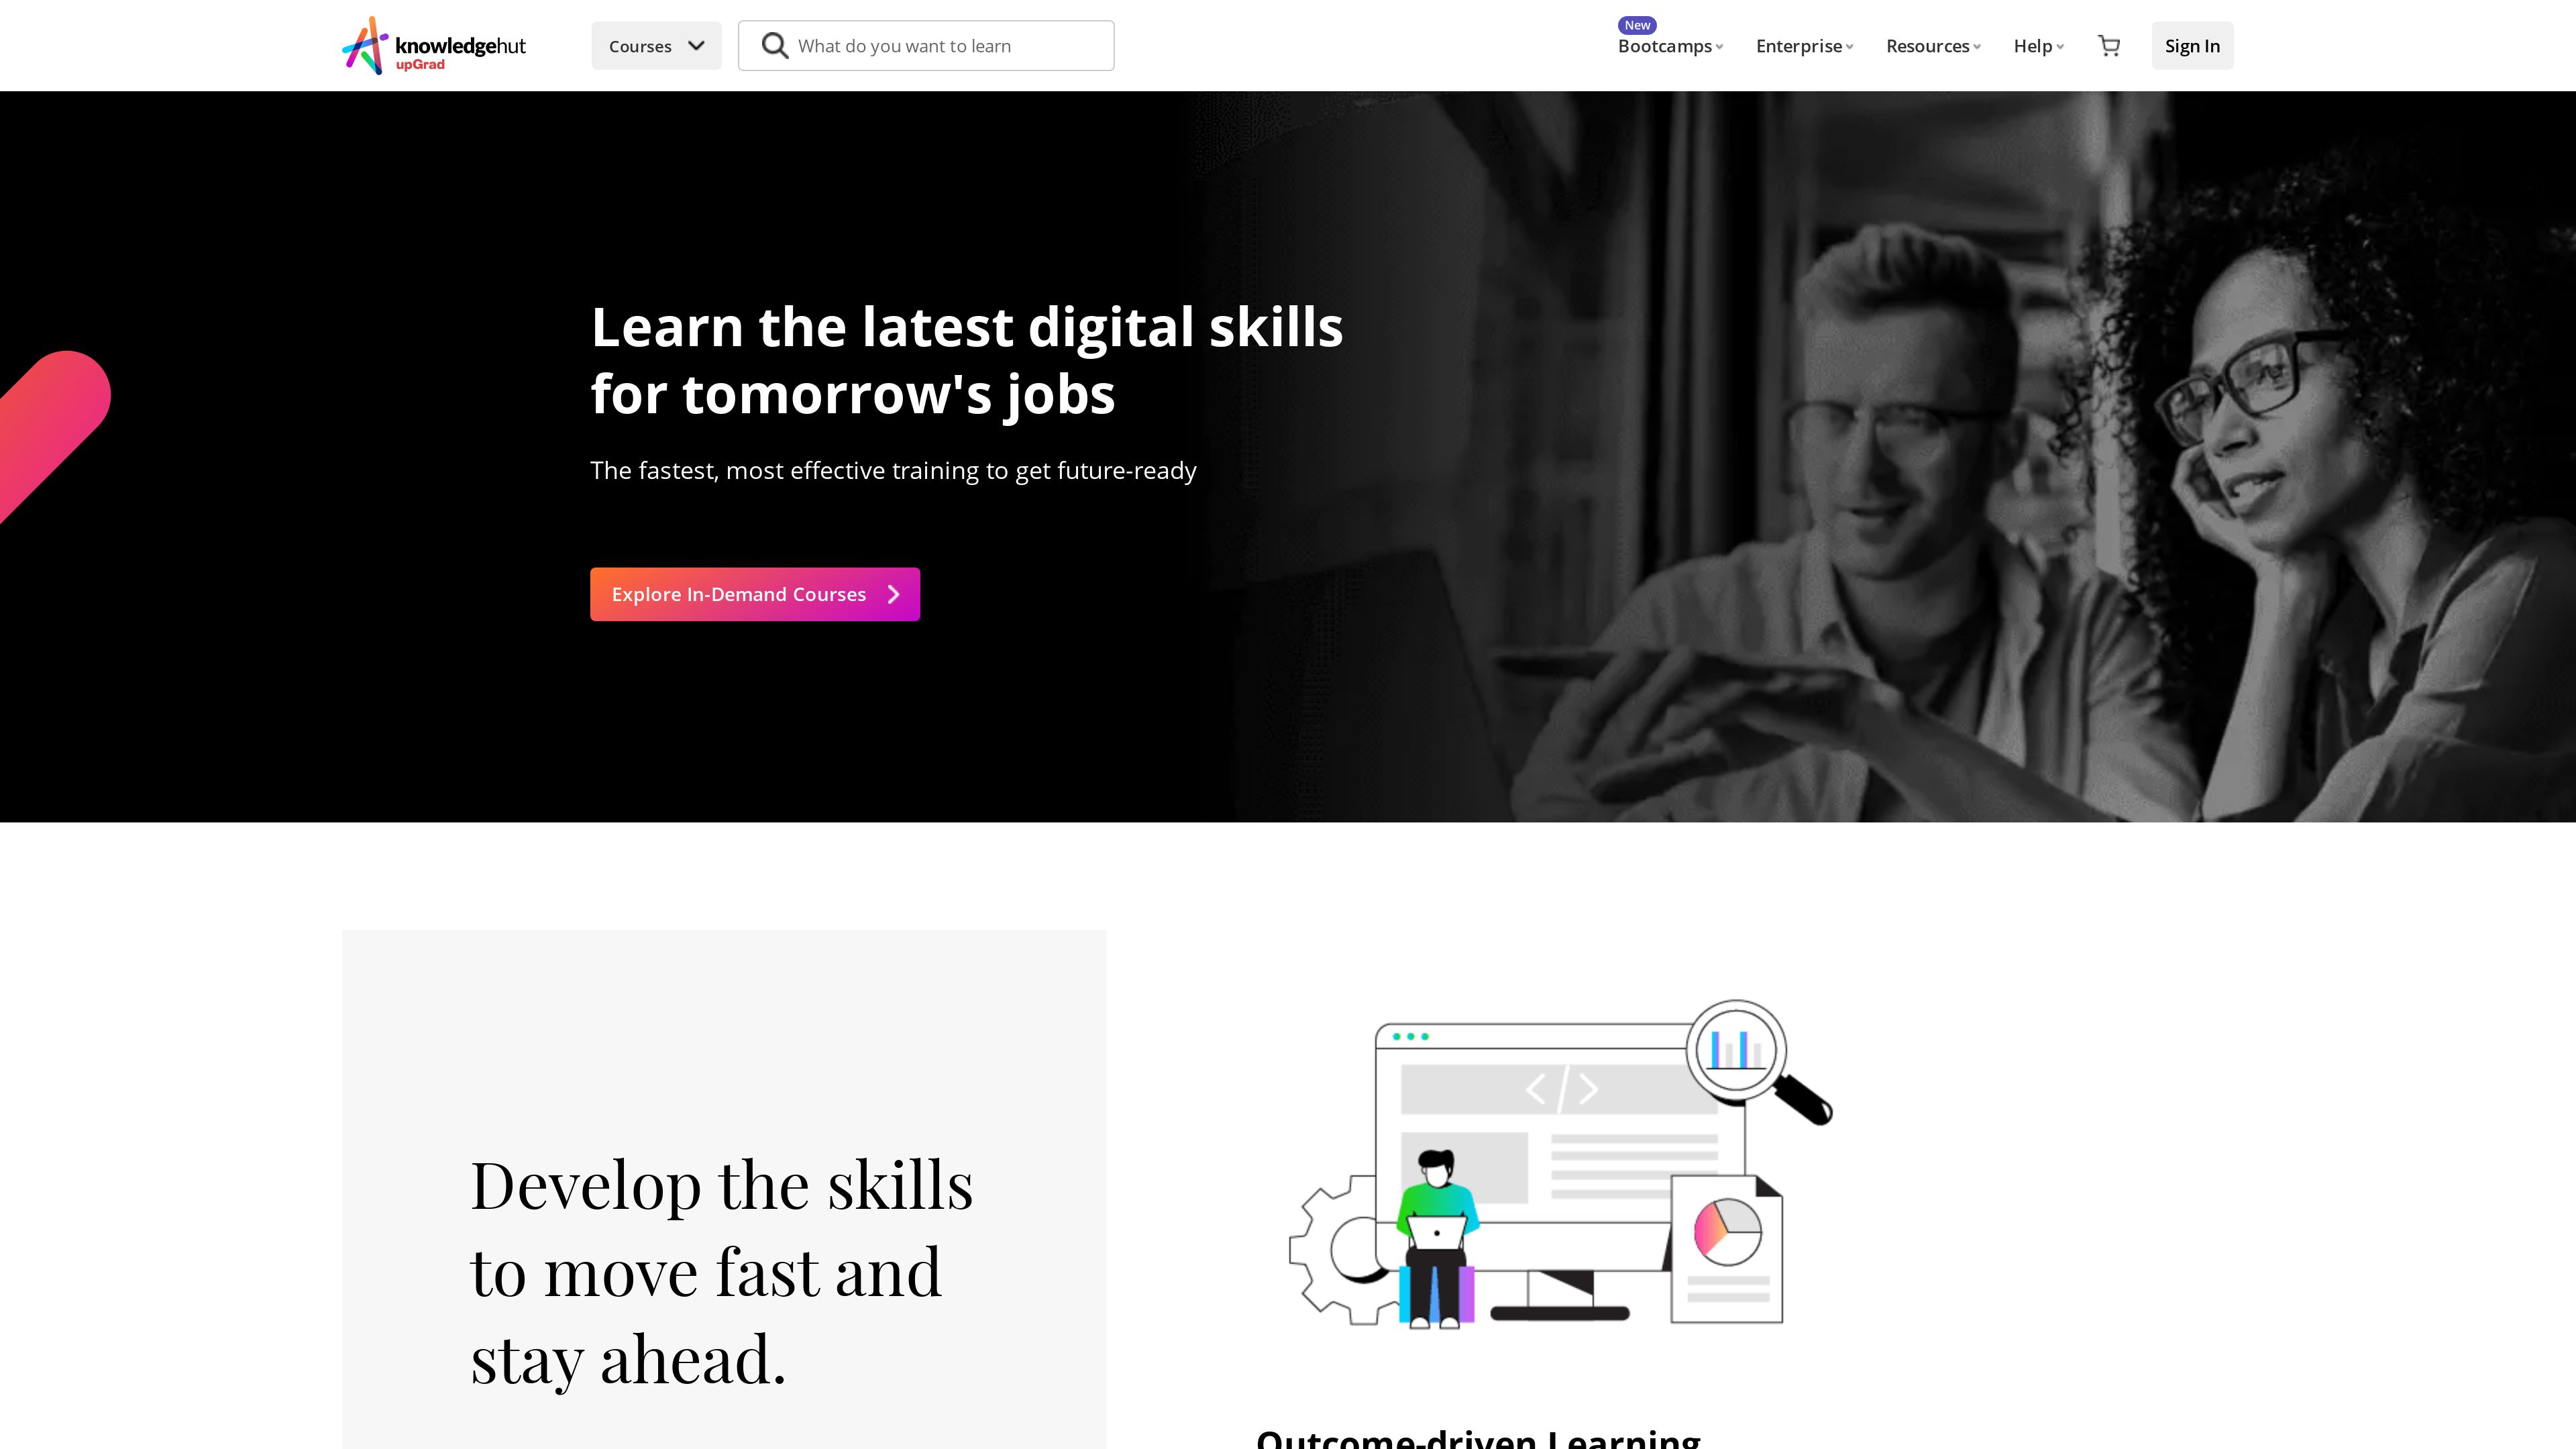 knowledgehut
upGrad
Courses
What do you want to learn
New
Bootcamps
Enterprise
Resources
Help
Sign In
Learn the latest digital skills
for tomorrow's jobs
The fastest, most effective training to get future-ready
Explore In-Demand Courses
Develop the skills
to move fast and
stay ahead.
Outcome-driven Learning